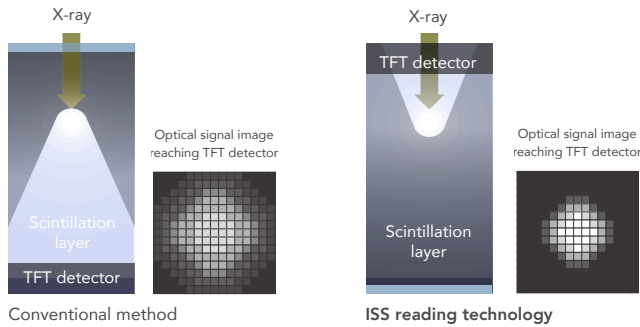 X-ray
Optical signal image
reaching TFT detector
Scintillation
layer
TFT detector
Conventional method
X-ray
TFT detector
Optical signal image
reaching TFT detector
Scintillation
layer
ISS reading technology